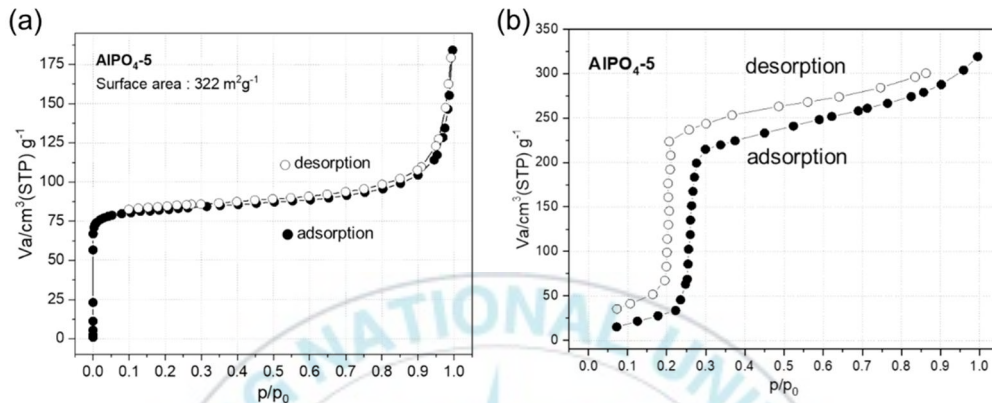 (a)
AlPO₄-5
Surface area : 322 m²g⁻¹
desorption
adsorption
Va/cm³(STP) g⁻¹
175
150
125
100
75
50
25
0
0.0 0.1 0.2 0.3 0.4 0.5 0.6 0.7 0.8 0.9 1.0
p/p₀
(b)
AlPO₄-5
desorption
adsorption
Va/cm³(STP) g⁻¹
350
300
250
200
150
100
50
0
0.0 0.1 0.2 0.3 0.4 0.5 0.6 0.7 0.8 0.9 1.0
p/p₀
G NATIONAL UNI